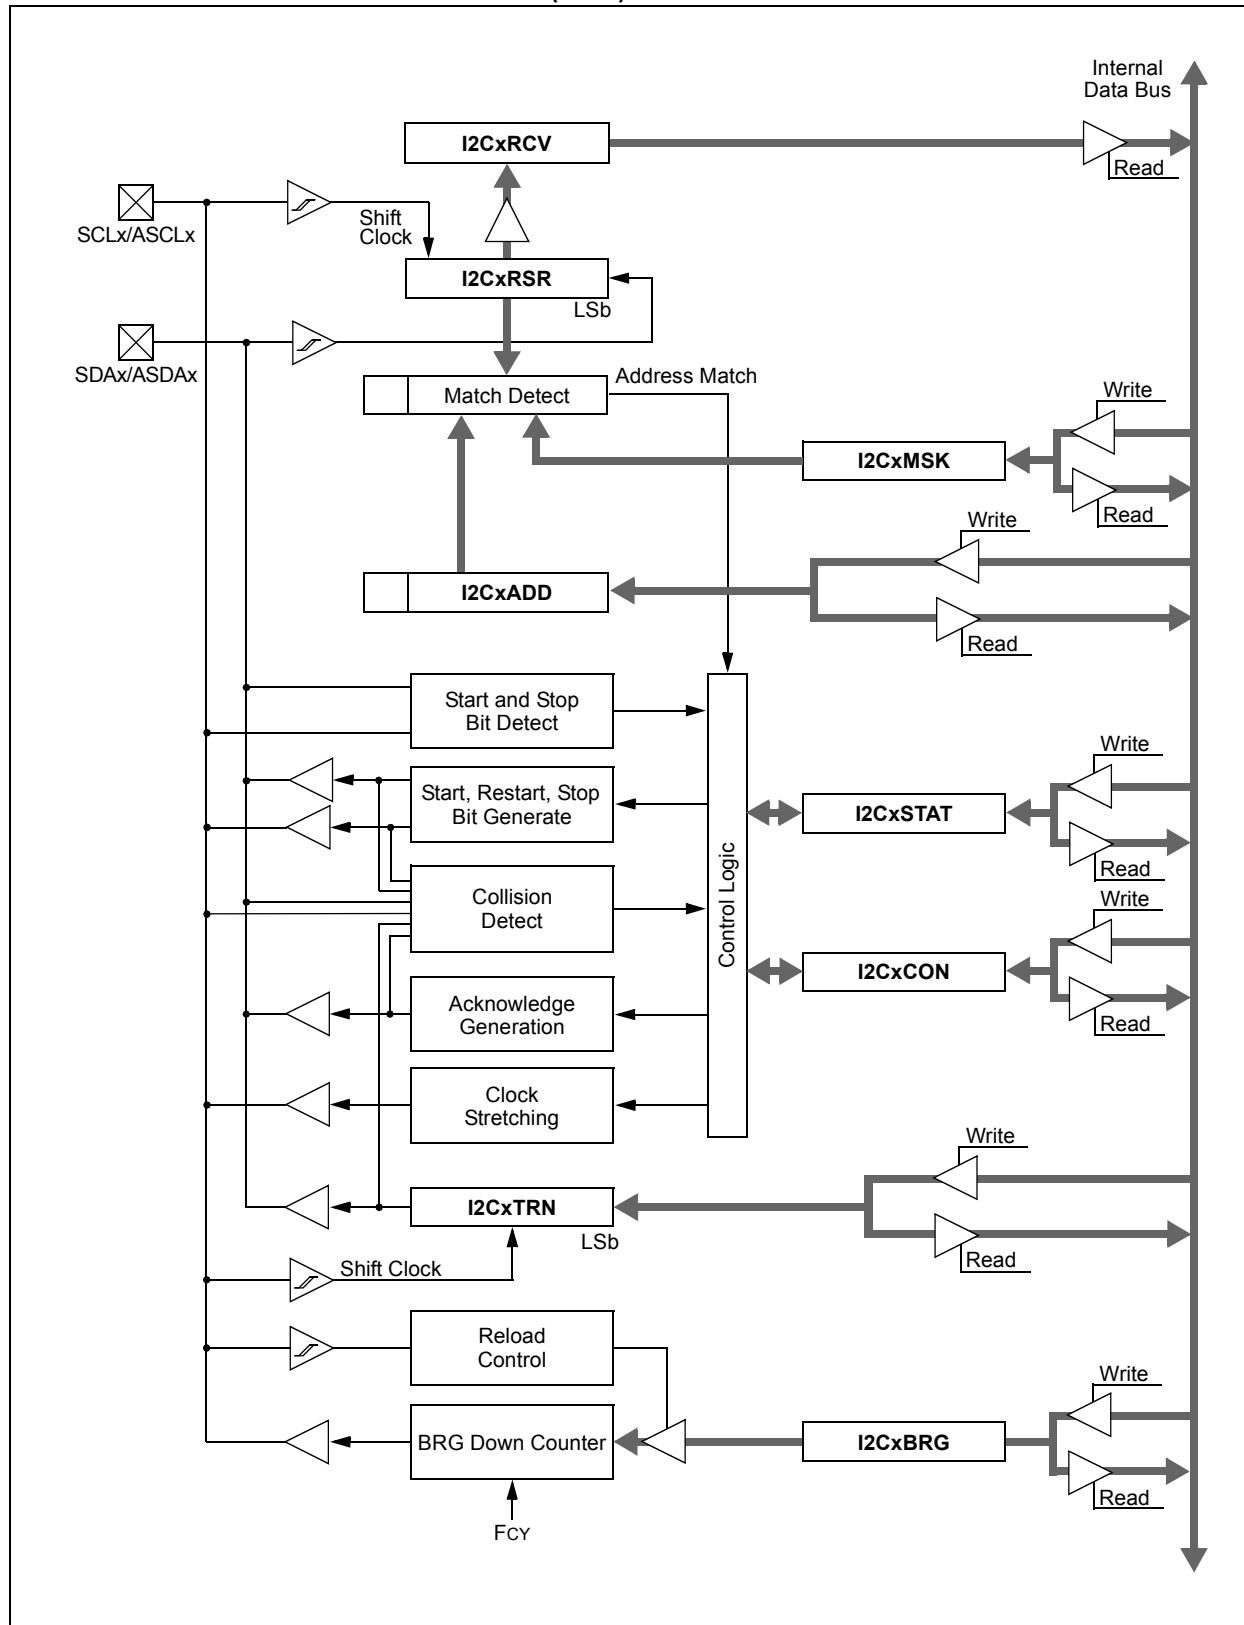 Internal
Data Bus
I2CxRCV
Read
SCLx/ASCLx
Shift
Clock
I2CxRSR
LSb
SDAx/ASDAx
Address Match
Match Detect
Write
I2CxMSK
Read
Write
I2CxADD
Read
Start and Stop
Bit Detect
Write
Start, Restart, Stop
Bit Generate
I2CxSTAT
Read
Control Logic
Collision
Detect
Write
I2CxCON
Read
Acknowledge
Generation
Clock
Stretching
Write
I2CxTRN
LSb
Read
Shift Clock
Reload
Control
Write
BRG Down Counter
I2CxBRG
Read
FCY